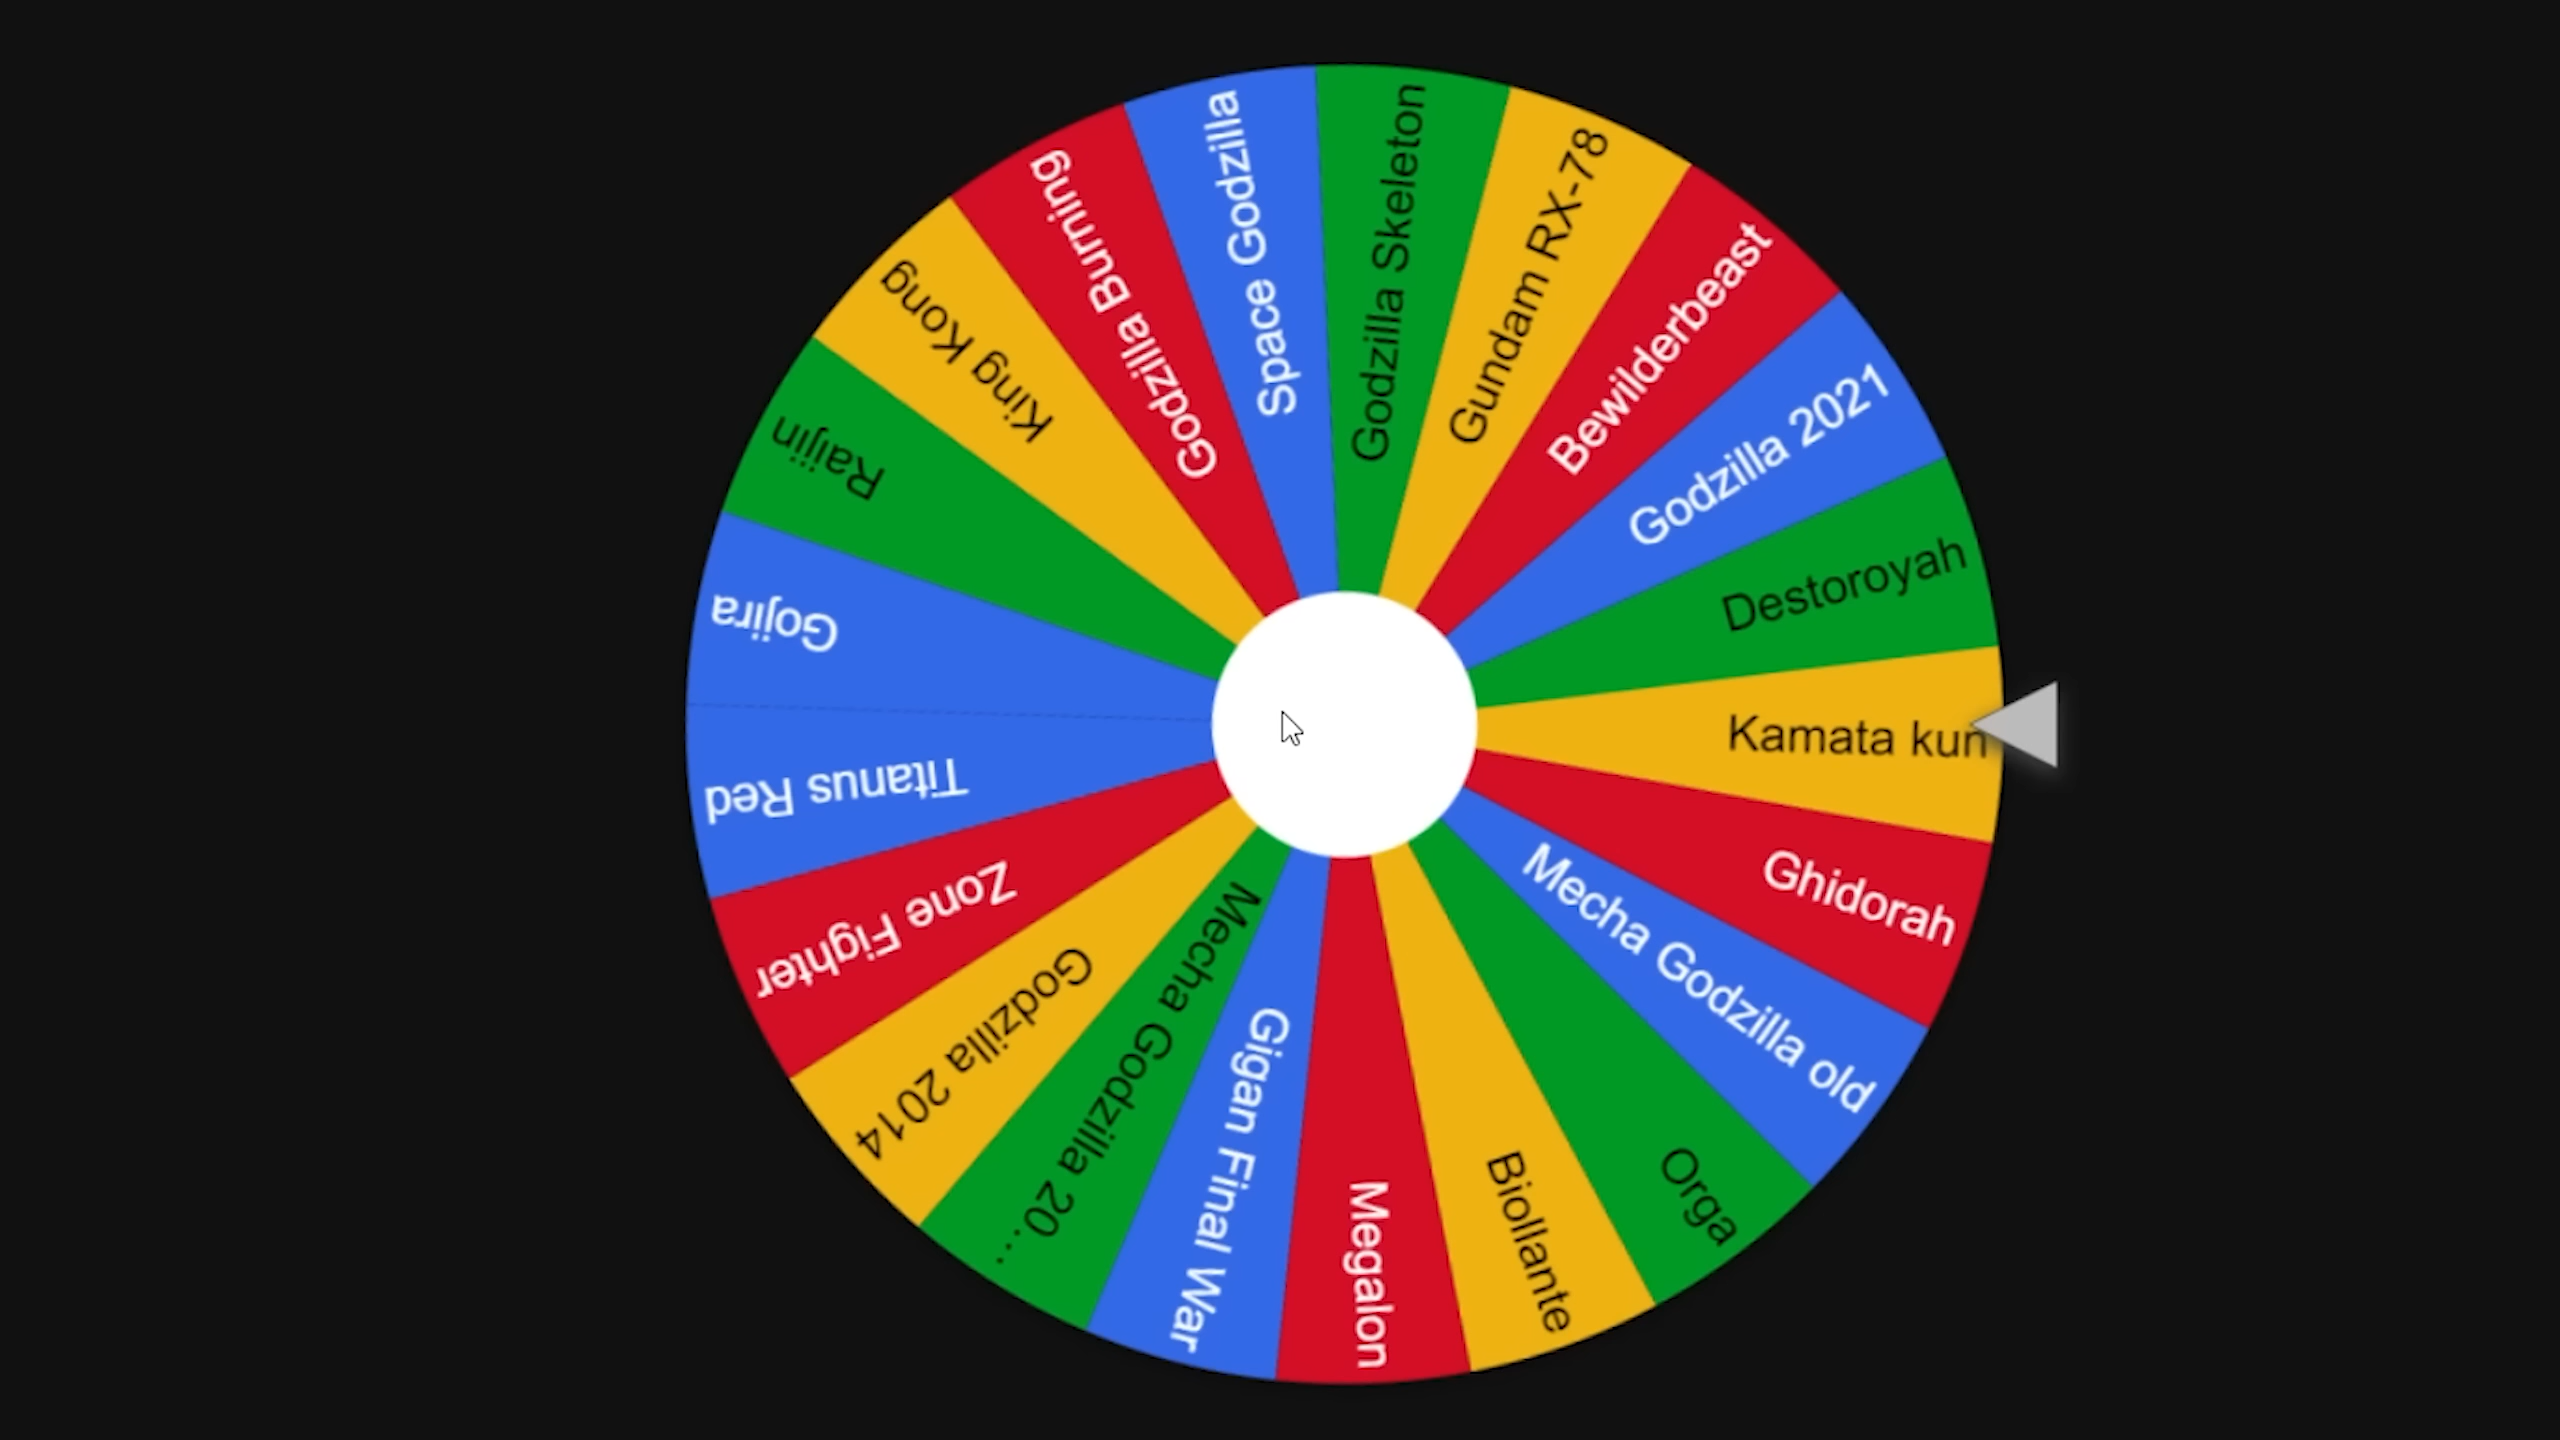 Godzilla Skeleton
Gundam RX-78
Bewilderbeast
Godzilla 2021
Destoroyah
Kamata kun
Ghidorah
Mecha Godzilla old
Orga
Biollante
Megalon
Gigan Final War
Mecha Godzilla 20…
Godzilla 2014
Zone Fighter
Titanus Red
Gojira
Raijin
King Kong
Godzilla Burning
Space Godzilla